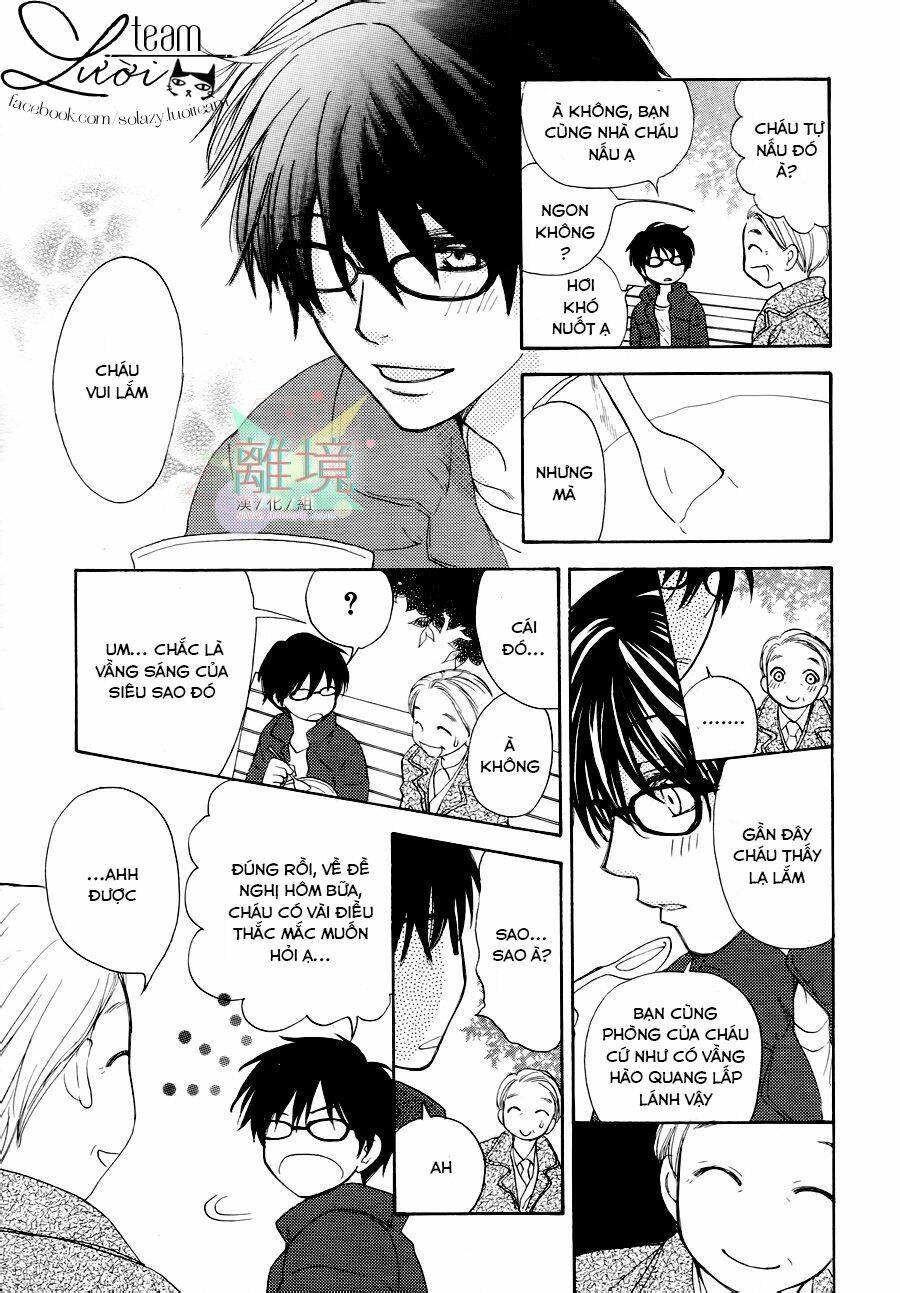 team
Lười
facebook.com/solazy.luoiteam
CHÁU TỰ
NẤU ĐÓ
À?
À KHÔNG, BẠN
CÙNG NHÀ CHÁU
NẤU Ạ
NGON
KHÔNG
?
HƠI
KHÓ
NUỐT Ạ
NHƯNG
MÀ
CHÁU
VUI LẮM
離境
漢/化/組
........
GẦN ĐÂY
CHÁU THẤY
LẠ LẮM
BẠN CÙNG
PHÒNG CỦA CHÁU
CỨ NHƯ CÓ VẦNG
HÀO QUANG LẤP
LÁNH VẬY
CÁI
ĐÓ...
À
KHÔNG
?
UM... CHẮC LÀ
VẦNG SÁNG CỦA
SIÊU SAO ĐÓ
SAO...
SAO À?
AH
ĐÚNG RỒI, VỀ ĐỀ
NGHỊ HÔM BỮA,
CHÁU CÓ VÀI ĐIỀU
THẮC MẮC MUỐN
HỎI Ạ...
...AHH
ĐƯỢC